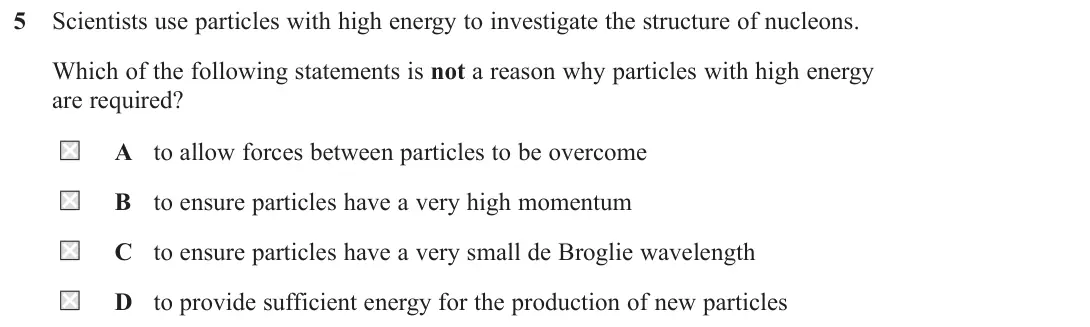 5 Scientists use particles with high energy to investigate the structure of nucleons.
Which of the following statements is not a reason why particles with high energy
are required?
A to allow forces between particles to be overcome
B to ensure particles have a very high momentum
C to ensure particles have a very small de Broglie wavelength
D to provide sufficient energy for the production of new particles